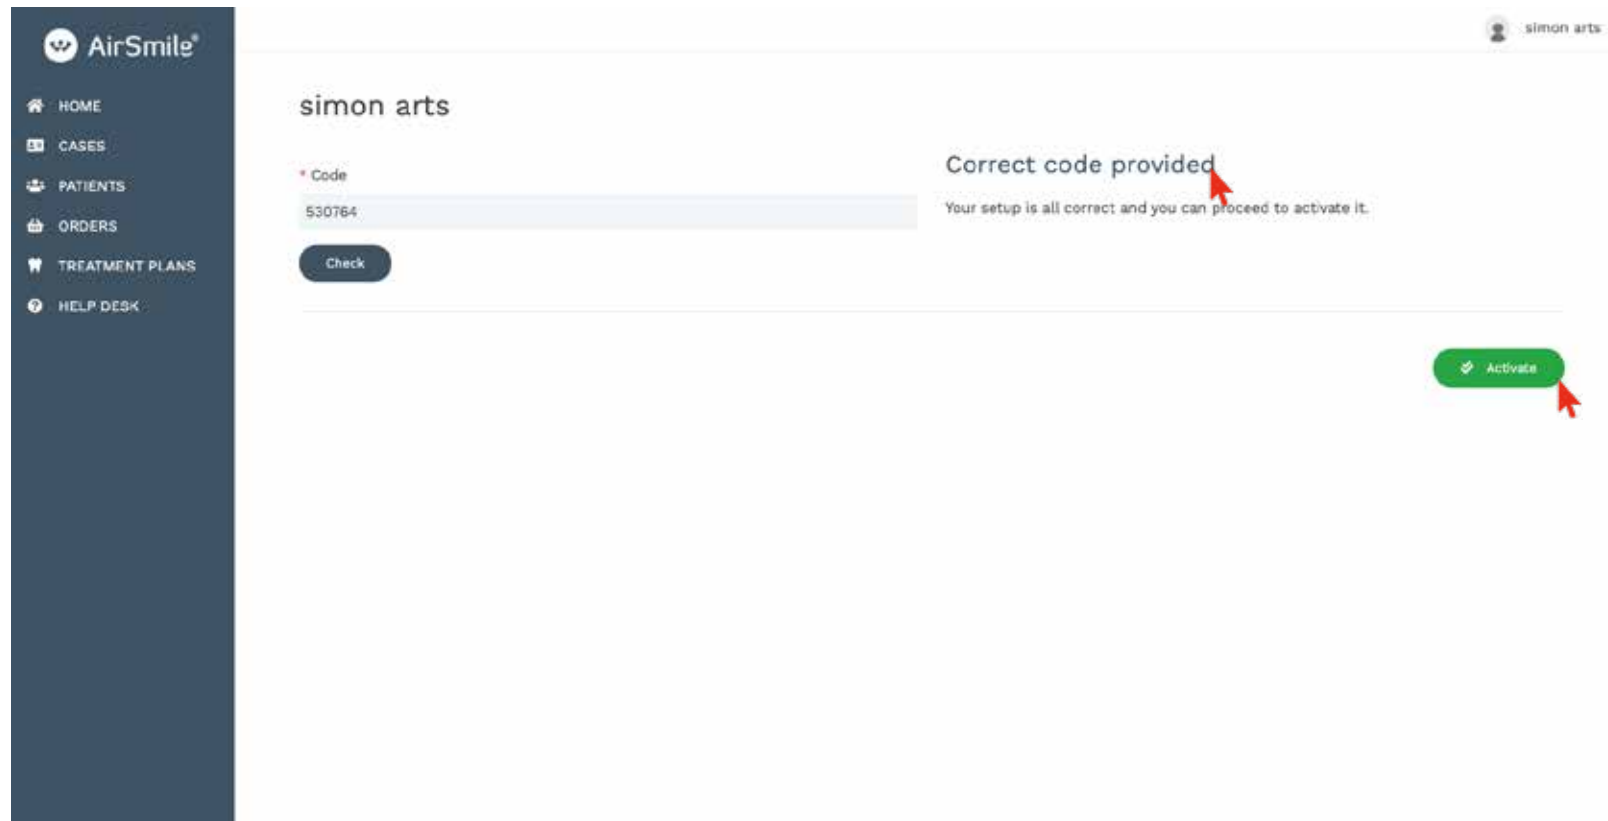 AirSmile®
simon arts
HOME
CASES
PATIENTS
ORDERS
TREATMENT PLANS
HELP DESK
simon arts
* Code
530764
Check
Correct code provided
Your setup is all correct and you can proceed to activate it.
Activate